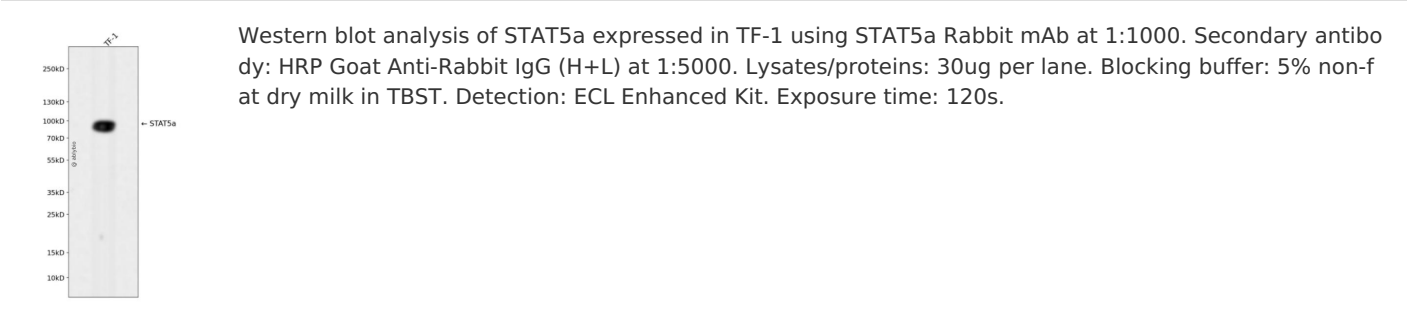 TF-1
250kD
130kD
100kD
← STAT5a
70kD
55kD
@ abiybio
35kD
25kD
15kD
10kD
Western blot analysis of STAT5a expressed in TF-1 using STAT5a Rabbit mAb at 1:1000. Secondary antibo
dy: HRP Goat Anti-Rabbit IgG (H+L) at 1:5000. Lysates/proteins: 30ug per lane. Blocking buffer: 5% non-f
at dry milk in TBST. Detection: ECL Enhanced Kit. Exposure time: 120s.